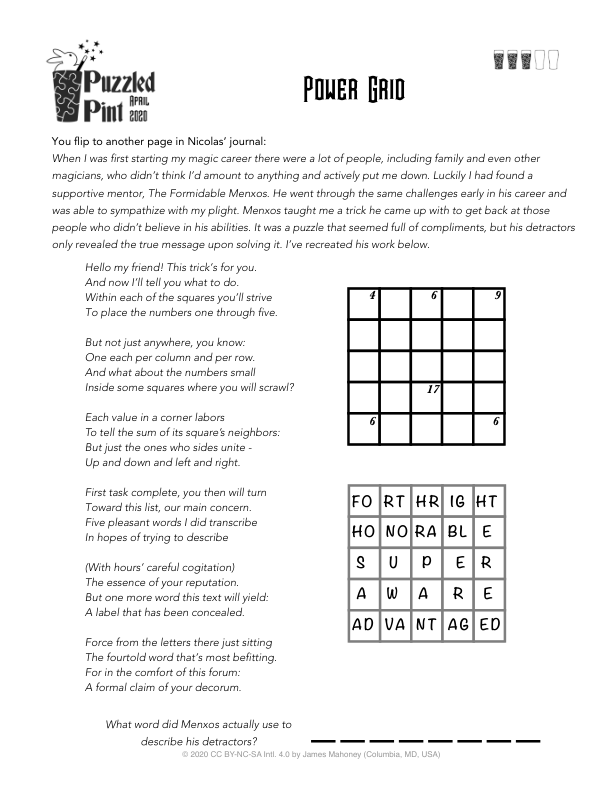 Puzzled
Pint
April
2020
Power Grid
You flip to another page in Nicolas' journal:
When I was first starting my magic career there were a lot of people, including family and even other
magicians, who didn't think I'd amount to anything and actively put me down. Luckily I had found a
supportive mentor, The Formidable Menxos. He went through the same challenges early in his career and
was able to sympathize with my plight. Menxos taught me a trick he came up with to get back at those
people who didn't believe in his abilities. It was a puzzle that seemed full of compliments, but his detractors
only revealed the true message upon solving it. I've recreated his work below.
Hello my friend! This trick's for you.
And now I'll tell you what to do.
Within each of the squares you'll strive
To place the numbers one through five.
But not just anywhere, you know:
One each per column and per row.
And what about the numbers small
Inside some squares where you will scrawl?
Each value in a corner labors
To tell the sum of its square's neighbors:
But just the ones who sides unite -
Up and down and left and right.
First task complete, you then will turn
Toward this list, our main concern.
Five pleasant words I did transcribe
In hopes of trying to describe
(With hours' careful cogitation)
The essence of your reputation.
But one more word this text will yield:
A label that has been concealed.
Force from the letters there just sitting
The fourtold word that's most befitting.
For in the comfort of this forum:
A formal claim of your decorum.
What word did Menxos actually use to
describe his detractors?
4 6 9
17
6 6
FO RT HR IG HT
HO NO RA BL E
S U P E R
A W A R E
AD VA NT AG ED
© 2020 CC BY-NC-SA Intl. 4.0 by James Mahoney (Columbia, MD, USA)